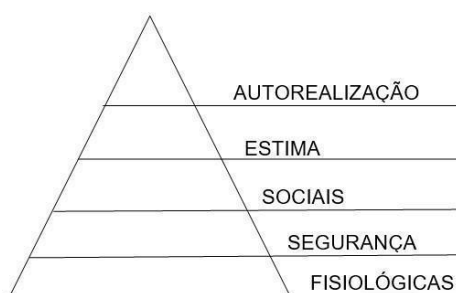 AUTOREALIZAÇÃO
ESTIMA
SOCIAIS
SEGURANÇA
FISIOLÓGICAS